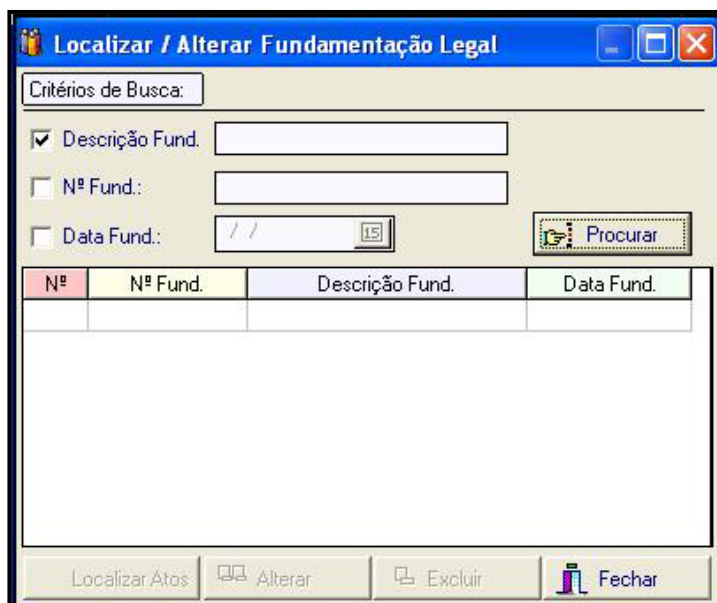 Localizar / Alterar Fundamentação Legal
Critérios de Busca:
Descrição Fund.
Nº Fund.:
Data Fund.: / / 15 Procurar
Nº Nº Fund. Descrição Fund. Data Fund.
Localizar Atos Alterar Excluir Fechar